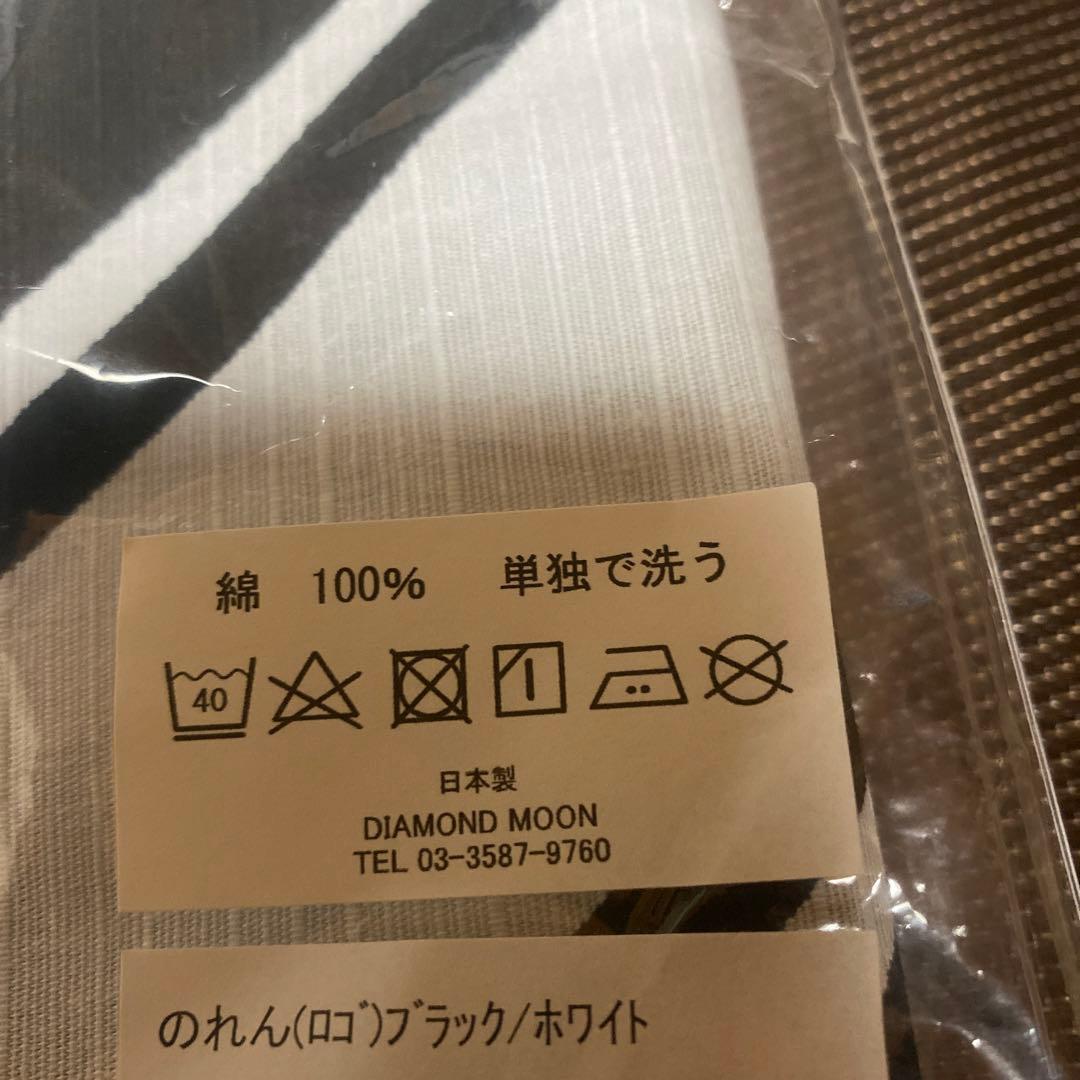 綿 100% 単独で洗う
40
日本製
DIAMOND MOON
TEL 03-3587-9760
のれん(ﾛｺﾞ)ﾌﾞﾗｯｸ/ﾎﾜｲﾄ